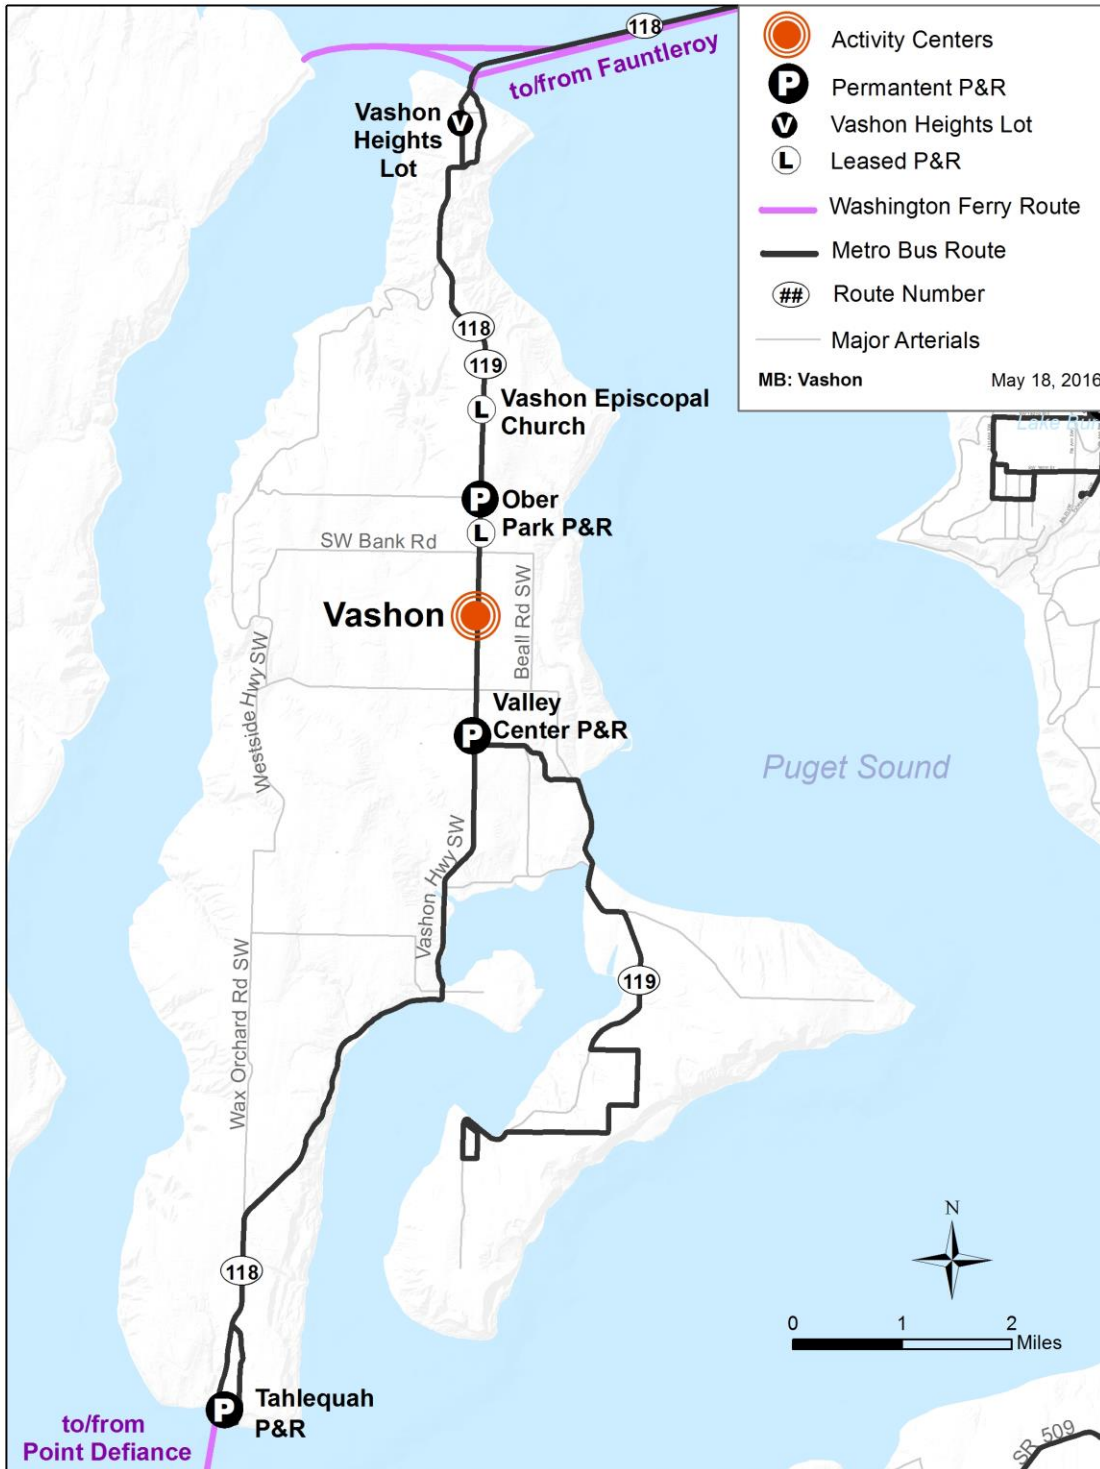 118
to/from Fauntleroy
Activity Centers
P
Permantent P&R
V
Vashon Heights Lot
L
Leased P&R
Washington Ferry Route
Metro Bus Route
##
Route Number
Major Arterials
MB: Vashon
May 18, 2016
Vashon
Heights
Lot
V
118
119
L
Vashon Episcopal
Church
P
Ober
Park P&R
L
SW Bank Rd
Vashon
Beall Rd SW
Westside Hwy SW
Valley
Center P&R
P
Puget Sound
Vashon Hwy SW
Wax Orchard Rd SW
119
118
N
0 1 2
Miles
P
Tahlequah
P&R
to/from
Point Defiance
SR 509